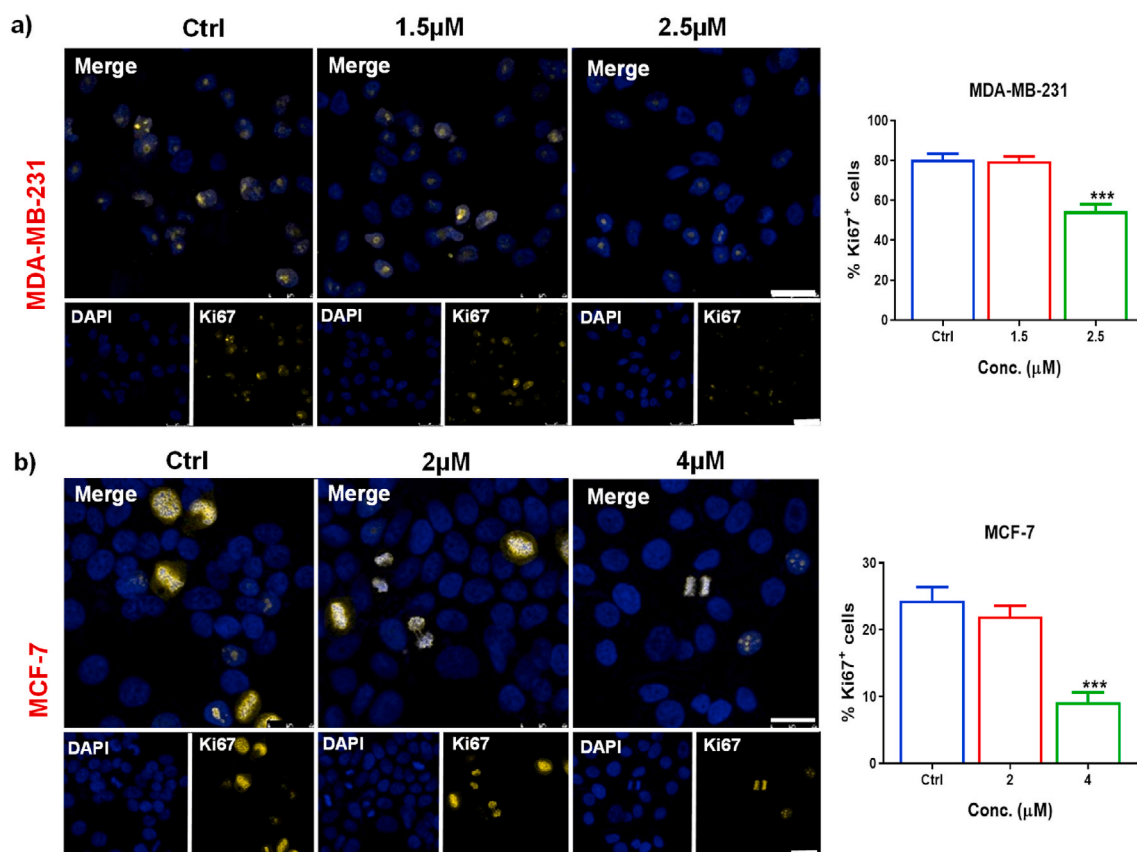 a)
Ctrl 1.5µM 2.5µM
MDA-MB-231
Merge Merge Merge
DAPI Ki67 DAPI Ki67 DAPI Ki67
MDA-MB-231
% Ki67+ cells
100
80
60
40
20
0
***
Ctrl 1.5 2.5
Conc. (µM)
b)
Ctrl 2µM 4µM
MCF-7
Merge Merge Merge
DAPI Ki67 DAPI Ki67 DAPI Ki67
MCF-7
% Ki67+ cells
30
20
10
0
***
Ctrl 2 4
Conc. (µM)